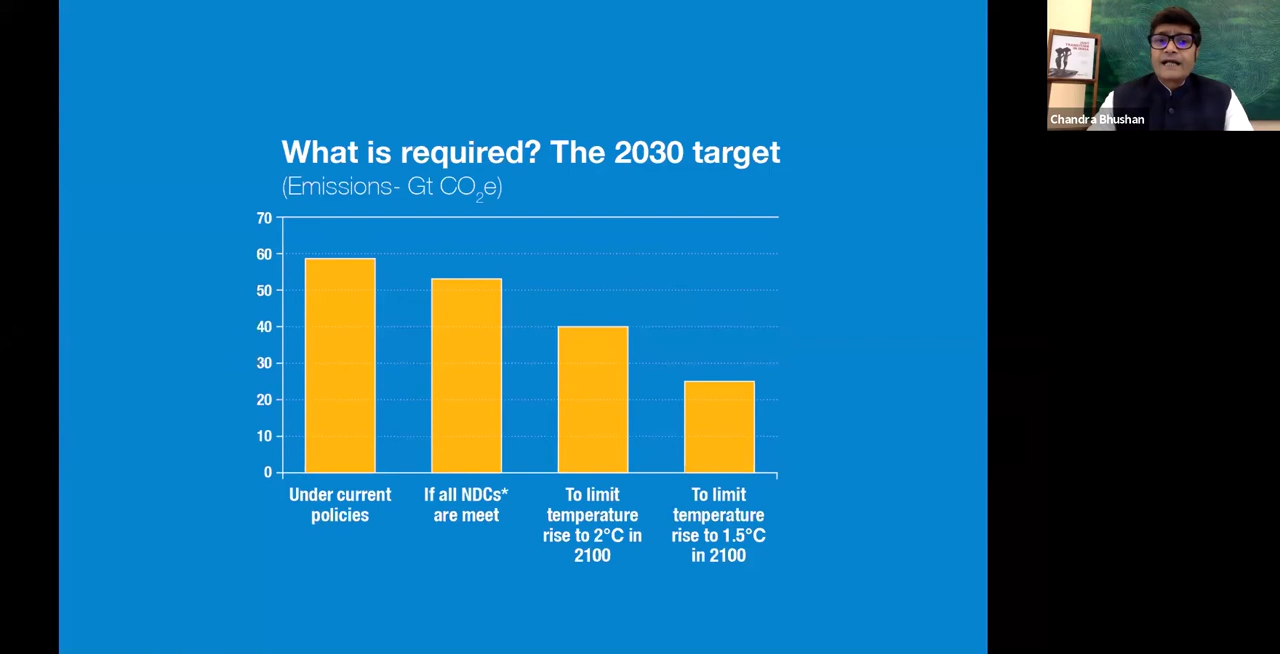 What is required? The 2030 target
(Emissions- Gt CO₂e)
70
60
50
40
30
20
10
0
Under current
policies
If all NDCs*
are meet
To limit
temperature
rise to 2°C in
2100
To limit
temperature
rise to 1.5°C
in 2100
Chandra Bhushan